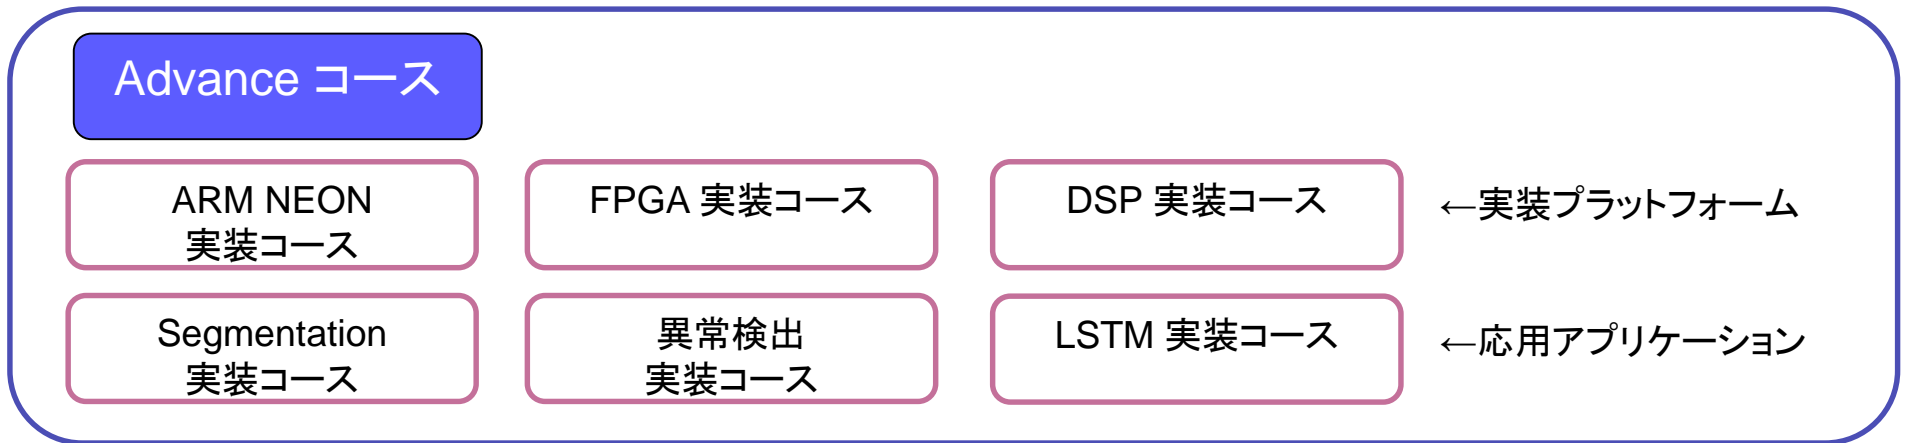 Advance コース
ARM NEON
実装コース
FPGA 実装コース
DSP 実装コース
←実装プラットフォーム
Segmentation
実装コース
異常検出
実装コース
LSTM 実装コース
←応用アプリケーション